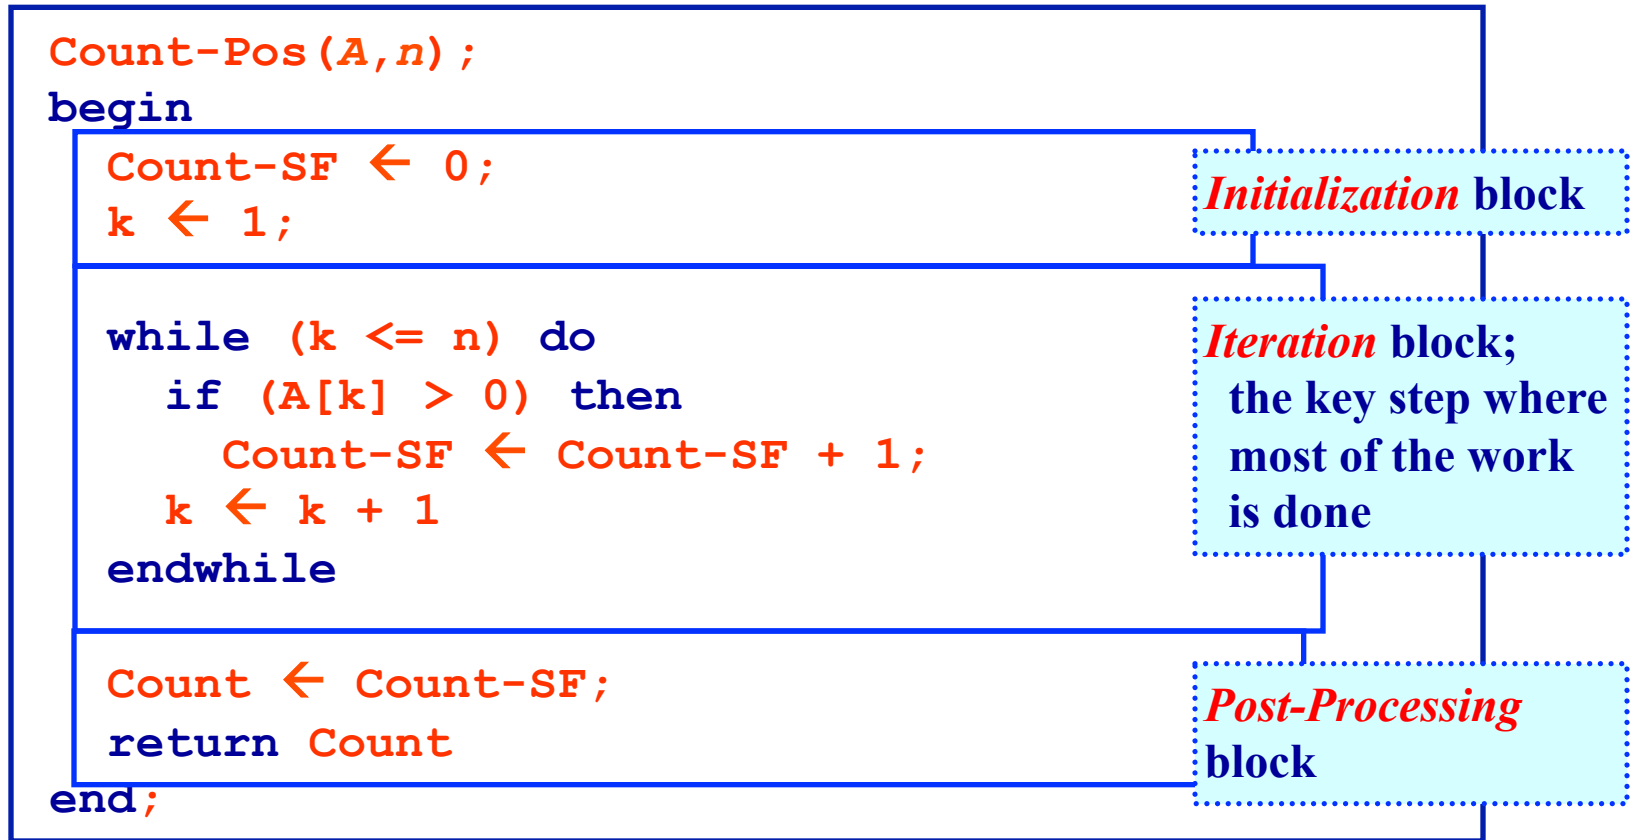 Count-Pos(A,n);
begin
Count-SF ← 0;
k ← 1;
Initialization block
while (k <= n) do
if (A[k] > 0) then
Count-SF ← Count-SF + 1;
k ← k + 1
endwhile
Iteration block;
the key step where
most of the work
is done
Count ← Count-SF;
return Count
Post-Processing
block
end;